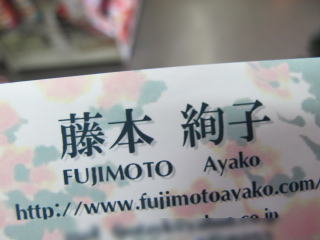 藤本 絢子
FUJIMOTO Ayako
http://www.fujimotoayako.com/